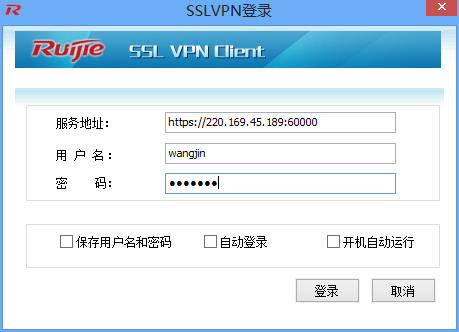 SSLVPN登录
Ruijie SSL VPN Client
服务地址： https://220.169.45.189:60000
用 户 名： wangjin
密 码： ●●●●●●●
保存用户名和密码 自动登录 开机自动运行
登录 取消